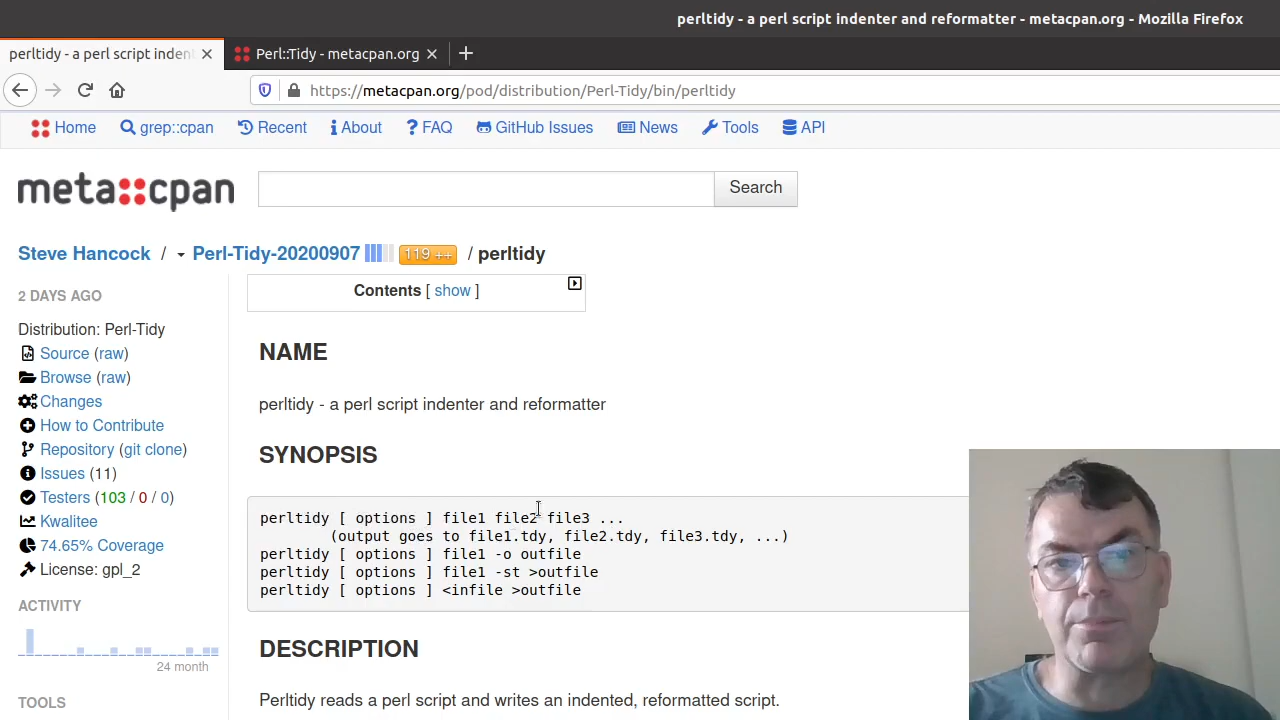 perltidy - a perl script indenter and reformatter - metacpan.org - Mozilla Firefox
perltidy - a perl script inden
Perl::Tidy - metacpan.org
https://metacpan.org/pod/distribution/Perl-Tidy/bin/perltidy
Home grep::cpan Recent About FAQ GitHub Issues News Tools API
meta::cpan
Search
Steve Hancock / Perl-Tidy-20200907 119 ++ / perltidy
2 DAYS AGO
Distribution: Perl-Tidy
Source (raw)
Browse (raw)
Changes
How to Contribute
Repository (git clone)
Issues (11)
Testers (103 / 0 / 0)
Kwalitee
74.65% Coverage
License: gpl_2
ACTIVITY
24 month
TOOLS
Contents [ show ]
NAME
perltidy - a perl script indenter and reformatter
SYNOPSIS
perltidy [ options ] file1 file2 file3 ...
(output goes to file1.tdy, file2.tdy, file3.tdy, ...)
perltidy [ options ] file1 -o outfile
perltidy [ options ] file1 -st >outfile
perltidy [ options ] <infile >outfile
DESCRIPTION
Perltidy reads a perl script and writes an indented, reformatted script.